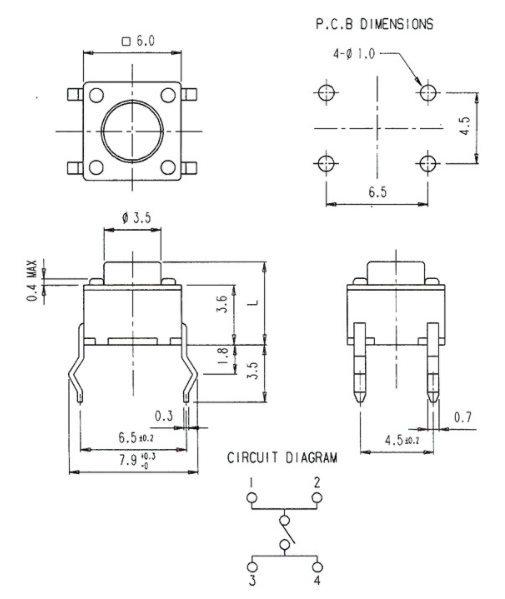 P.C.B DIMENSIONS
□ 6.0
4-Ø 1.0
4.5
6.5
Ø 3.5
0.4 MAX
3.6
L
1.8
3.5
0.3
6.5±0.2
7.9 +0.3 -0
0.7
4.5±0.2
CIRCUIT DIAGRAM
1 2
3 4